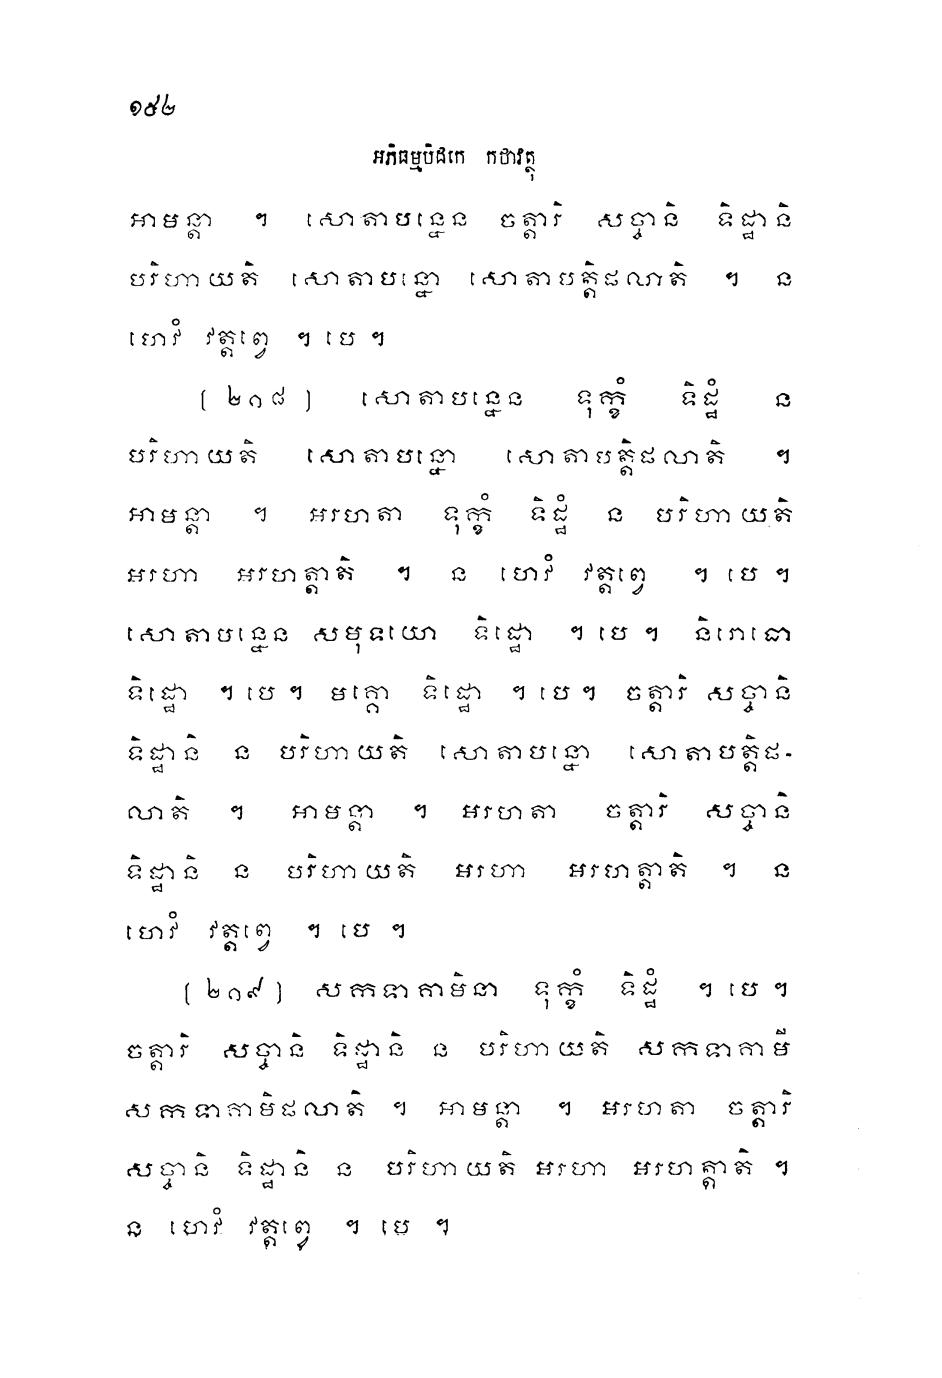 ១៥២
អភិធម្មបិដកេ កថាវត្ថុ
អាមន្តា ។ សោតាបន្នេន ចត្តារិ សច្ចានិ ទិដ្ឋានិ
បរិហាយតិ សោតាបន្នោ សោតាបត្តិផលាតិ ។ ន
ហេវំ វត្តព្វេ ។ បេ ។
(២១៨) សោតាបន្នេន ទុក្ខំ ទិដ្ឋំ ន
បរិហាយតិ សោតាបន្នោ សោតាបត្តិផលាតិ ។
អាមន្តា ។ អរហតា ទុក្ខំ ទិដ្ឋំ ន បរិហាយតិ
អរហា អរហត្តាតិ ។ ន ហេវំ វត្តព្វេ ។ បេ ។
សោតាបន្នេន សមុទយោ ទិដ្ឋោ ។ បេ ។ និរោធោ
ទិដ្ឋោ ។ បេ ។ មគ្គោ ទិដ្ឋោ ។ បេ ។ ចត្តារិ សច្ចានិ
ទិដ្ឋានិ ន បរិហាយតិ សោតាបន្នោ សោតាបត្តិផ-
លាតិ ។ អាមន្តា ។ អរហតា ចត្តារិ សច្ចានិ
ទិដ្ឋានិ ន បរិហាយតិ អរហា អរហត្តាតិ ។ ន
ហេវំ វត្តព្វេ ។ បេ ។
(២១៩) សកទាគាមិនា ទុក្ខំ ទិដ្ឋំ ។ បេ ។
ចត្តារិ សច្ចានិ ទិដ្ឋានិ ន បរិហាយតិ សកទាគាមី
សកទាគាមិផលាតិ ។ អាមន្តា ។ អរហតា ចត្តារិ
សច្ចានិ ទិដ្ឋានិ ន បរិហាយតិ អរហា អរហត្តាតិ ។
ន ហេវំ វត្តព្វេ ។ បេ ។